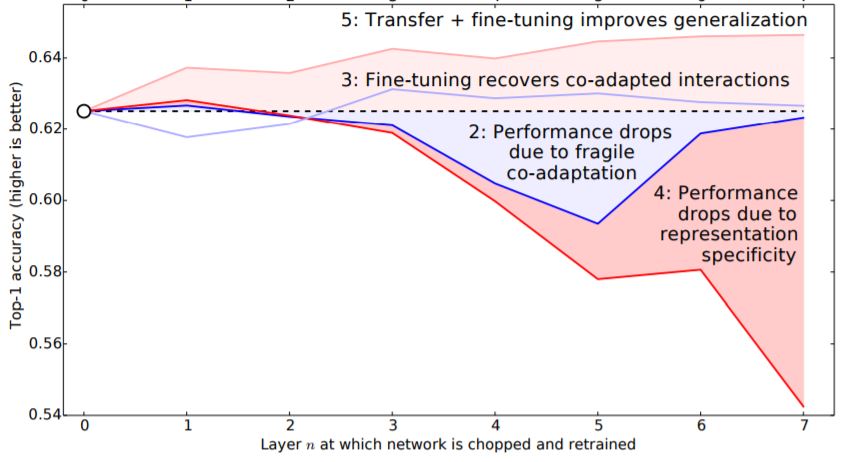 5: Transfer + fine-tuning improves generalization
0.64
3: Fine-tuning recovers co-adapted interactions
0.62
2: Performance drops
due to fragile
co-adaptation
0.60
4: Performance
drops due to
representation
specificity
0.58
0.56
0.54
Top-1 accuracy (higher is better)
0 1 2 3 4 5 6 7
Layer n at which network is chopped and retrained